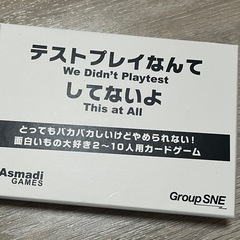 テストプレイなんて
We Didn't Playtest
してないよ
This at All
とってもバカバカしいけどやめられない！
面白いもの大好き2～10人用カードゲーム
Asmadi
GAMES
Group SNE